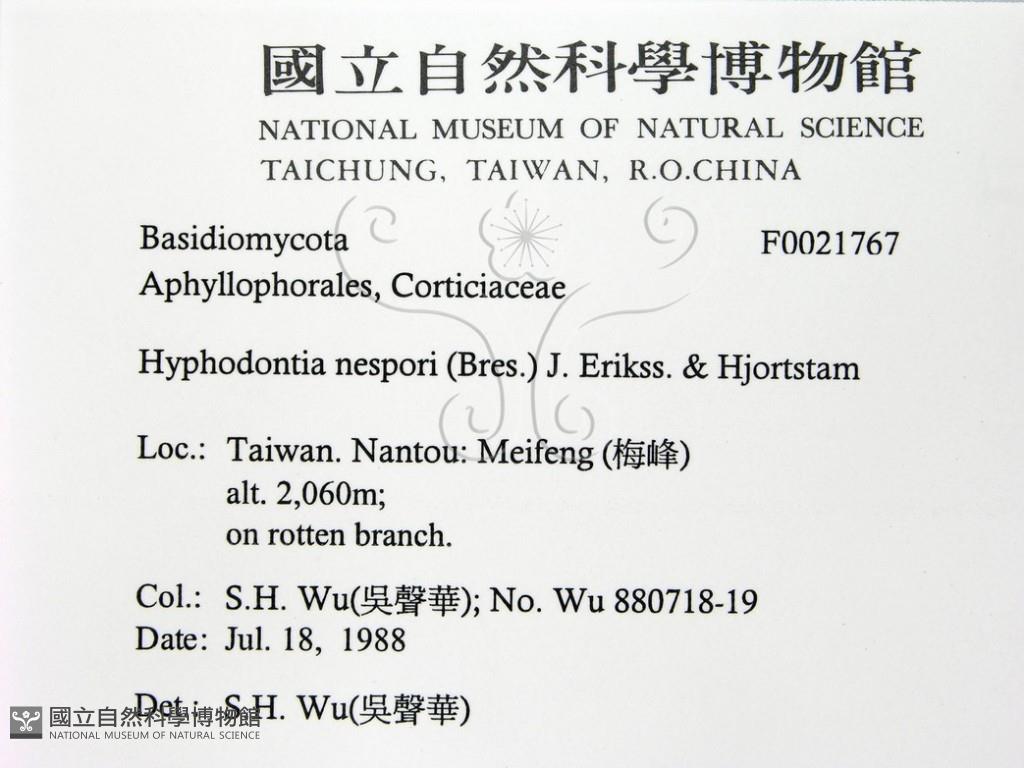 國立自然科學博物館
NATIONAL MUSEUM OF NATURAL SCIENCE
TAICHUNG, TAIWAN, R.O.CHINA
Basidiomycota F0021767
Aphyllophorales, Corticiaceae
Hyphodontia nespori (Bres.) J. Erikss. & Hjortstam
Loc.: Taiwan. Nantou: Meifeng (梅峰)
alt. 2,060m;
on rotten branch.
Col.: S.H. Wu(吳聲華); No. Wu 880718-19
Date: Jul. 18, 1988
Det.: S.H. Wu(吳聲華)
國立自然科學博物館
NATIONAL MUSEUM OF NATURAL SCIENCE